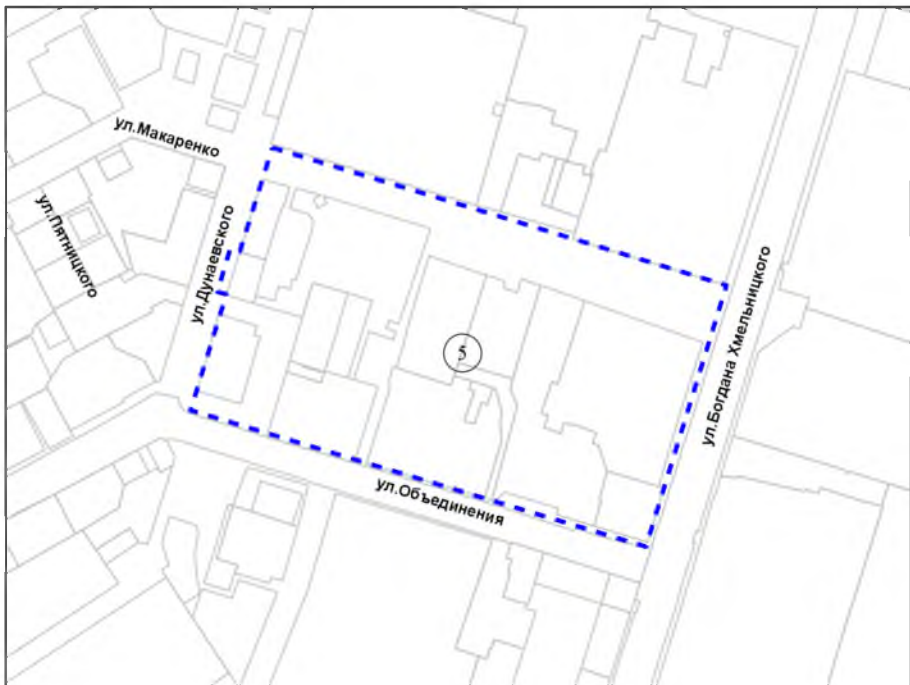 ул.Макаренко
ул.Пятницкого
ул.Дунаевского
ул.Богдана Хмельницкого
5
ул.Объединения